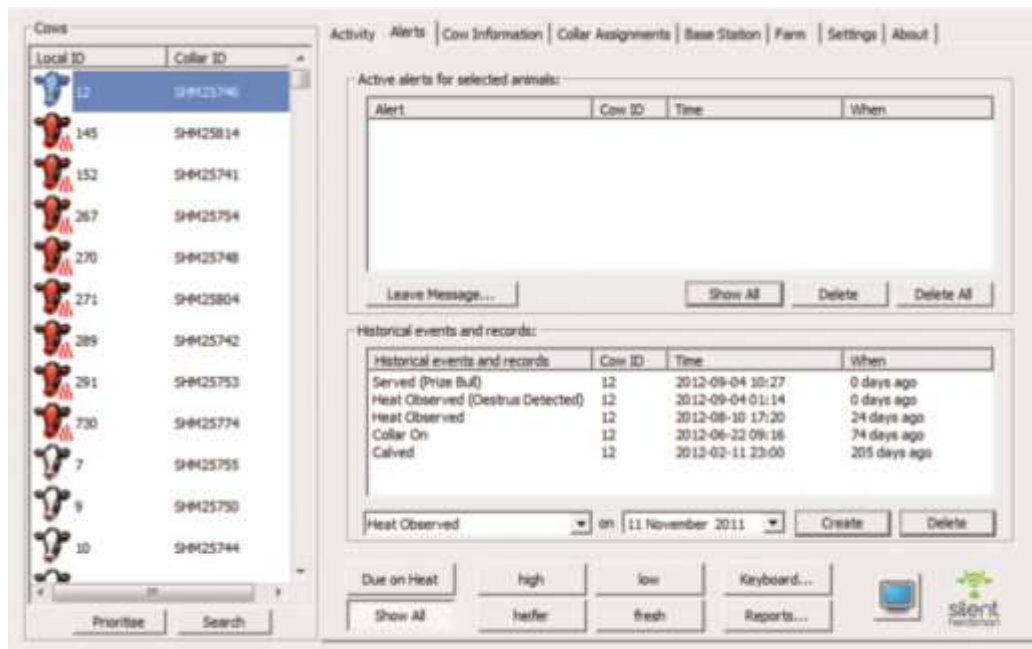 Cows
Local ID Collar ID
12 SHM25746
145 SHM25814
152 SHM25741
267 SHM25754
270 SHM25748
271 SHM25804
289 SHM25742
291 SHM25753
730 SHM25774
7 SHM25755
9 SHM25750
10 SHM25744
Prioritise Search
Activity Alerts Cow Information Collar Assignments Base Station Farm Settings About
Active alerts for selected animals:
Alert Cow ID Time When
Leave Message... Show All Delete Delete All
Historical events and records:
Historical events and records Cow ID Time When
Served (Prize Bull) 12 2012-09-04 10:27 0 days ago
Heat Observed (Oestrus Detected) 12 2012-09-04 01:14 0 days ago
Heat Observed 12 2012-08-10 17:20 24 days ago
Collar On 12 2012-06-22 09:16 74 days ago
Calved 12 2012-02-11 23:00 205 days ago
Heat Observed on 11 November 2011 Create Delete
Due on Heat high low Keyboard...
Show All heifer fresh Reports...
silent
herdsman